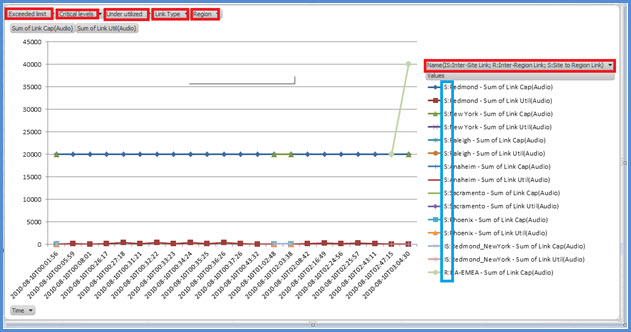 Exceeded limit Critical levels Under utilized Link Type Region
Sum of Link Cap(Audio) Sum of Link Util(Audio)
45000
40000
35000
30000
25000
20000
15000
10000
5000
0
Name(IS:Inter-Site Link; R:Inter-Region Link; S:Site to Region Link)
Values
S:Redmond - Sum of Link Cap(Audio)
S:Redmond - Sum of Link Util(Audio)
S:New York - Sum of Link Cap(Audio)
S:New York - Sum of Link Util(Audio)
S:Raleigh - Sum of Link Cap(Audio)
S:Raleigh - Sum of Link Util(Audio)
S:Anaheim - Sum of Link Cap(Audio)
S:Anaheim - Sum of Link Util(Audio)
S:Sacramento - Sum of Link Cap(Audio)
S:Sacramento - Sum of Link Util(Audio)
S:Phoenix - Sum of Link Cap(Audio)
S:Phoenix - Sum of Link Util(Audio)
IS:Redmond_NewYork - Sum of Link Cap(Audio)
IS:Redmond_NewYork - Sum of Link Util(Audio)
R:NA-EMEA - Sum of Link Cap(Audio)
2010-08-10T00:01:56
2010-08-10T00:05:59
2010-08-10T00:08:01
2010-08-10T00:26:17
2010-08-10T00:27:18
2010-08-10T00:31:21
2010-08-10T00:32:22
2010-08-10T00:33:23
2010-08-10T00:34:24
2010-08-10T00:35:25
2010-08-10T00:36:26
2010-08-10T00:37:26
2010-08-10T00:43:32
2010-08-10T02:32:48
2010-08-10T02:33:38
2010-08-10T02:08:42
2010-08-10T02:16:49
2010-08-10T02:24:56
2010-08-10T02:25:57
2010-08-10T02:33:11
2010-08-10T02:47:15
2010-08-10T03:04:30
Time